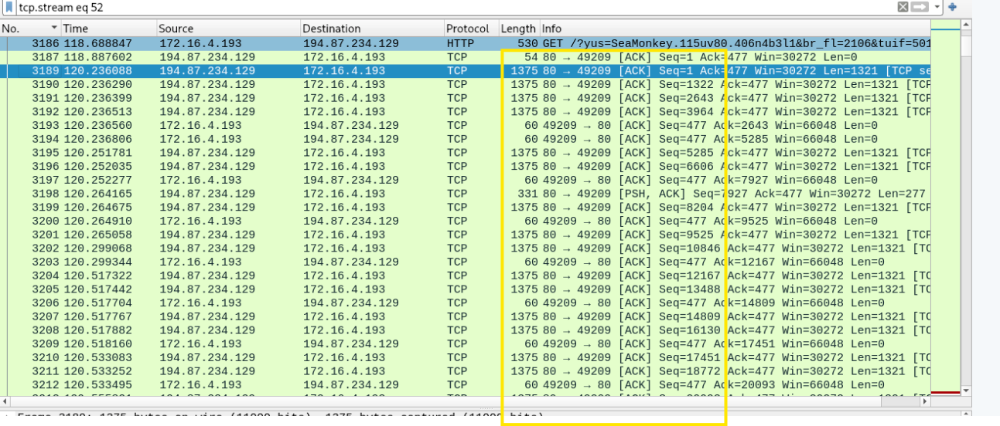 tcp.stream eq 52
No. Time Source Destination Protocol Length Info
3186 118.688847 172.16.4.193 194.87.234.129 HTTP 530 GET /?yus=SeaMonkey.115uv80.406n4b3l1&br_fl=2106&tuif=501
3187 118.887602 194.87.234.129 172.16.4.193 TCP 54 80 → 49209 [ACK] Seq=1 Ack=477 Win=30272 Len=0
3189 120.236088 194.87.234.129 172.16.4.193 TCP 1375 80 → 49209 [ACK] Seq=1 Ack=477 Win=30272 Len=1321 [TCP se
3190 120.236290 194.87.234.129 172.16.4.193 TCP 1375 80 → 49209 [ACK] Seq=1322 Ack=477 Win=30272 Len=1321 [TCP
3191 120.236399 194.87.234.129 172.16.4.193 TCP 1375 80 → 49209 [ACK] Seq=2643 Ack=477 Win=30272 Len=1321 [TCP
3192 120.236513 194.87.234.129 172.16.4.193 TCP 1375 80 → 49209 [ACK] Seq=3964 Ack=477 Win=30272 Len=1321 [TCP
3193 120.236560 172.16.4.193 194.87.234.129 TCP 60 49209 → 80 [ACK] Seq=477 Ack=2643 Win=66048 Len=0
3194 120.236806 172.16.4.193 194.87.234.129 TCP 60 49209 → 80 [ACK] Seq=477 Ack=5285 Win=66048 Len=0
3195 120.251781 194.87.234.129 172.16.4.193 TCP 1375 80 → 49209 [ACK] Seq=5285 Ack=477 Win=30272 Len=1321 [TCP
3196 120.252035 194.87.234.129 172.16.4.193 TCP 1375 80 → 49209 [ACK] Seq=6606 Ack=477 Win=30272 Len=1321 [TCP
3197 120.252277 172.16.4.193 194.87.234.129 TCP 60 49209 → 80 [ACK] Seq=477 Ack=7927 Win=66048 Len=0
3198 120.264165 194.87.234.129 172.16.4.193 TCP 331 80 → 49209 [PSH, ACK] Seq=7927 Ack=477 Win=30272 Len=277
3199 120.264675 194.87.234.129 172.16.4.193 TCP 1375 80 → 49209 [ACK] Seq=8204 Ack=477 Win=30272 Len=1321 [TCP
3200 120.264910 172.16.4.193 194.87.234.129 TCP 60 49209 → 80 [ACK] Seq=477 Ack=9525 Win=66048 Len=0
3201 120.265058 194.87.234.129 172.16.4.193 TCP 1375 80 → 49209 [ACK] Seq=9525 Ack=477 Win=30272 Len=1321 [TCP
3202 120.299068 194.87.234.129 172.16.4.193 TCP 1375 80 → 49209 [ACK] Seq=10846 Ack=477 Win=30272 Len=1321 [TC
3203 120.299344 172.16.4.193 194.87.234.129 TCP 60 49209 → 80 [ACK] Seq=477 Ack=12167 Win=66048 Len=0
3204 120.517322 194.87.234.129 172.16.4.193 TCP 1375 80 → 49209 [ACK] Seq=12167 Ack=477 Win=30272 Len=1321 [TC
3205 120.517442 194.87.234.129 172.16.4.193 TCP 1375 80 → 49209 [ACK] Seq=13488 Ack=477 Win=30272 Len=1321 [TC
3206 120.517704 172.16.4.193 194.87.234.129 TCP 60 49209 → 80 [ACK] Seq=477 Ack=14809 Win=66048 Len=0
3207 120.517767 194.87.234.129 172.16.4.193 TCP 1375 80 → 49209 [ACK] Seq=14809 Ack=477 Win=30272 Len=1321 [TC
3208 120.517882 194.87.234.129 172.16.4.193 TCP 1375 80 → 49209 [ACK] Seq=16130 Ack=477 Win=30272 Len=1321 [TC
3209 120.518160 172.16.4.193 194.87.234.129 TCP 60 49209 → 80 [ACK] Seq=477 Ack=17451 Win=66048 Len=0
3210 120.533083 194.87.234.129 172.16.4.193 TCP 1375 80 → 49209 [ACK] Seq=17451 Ack=477 Win=30272 Len=1321 [TC
3211 120.533252 194.87.234.129 172.16.4.193 TCP 1375 80 → 49209 [ACK] Seq=18772 Ack=477 Win=30272 Len=1321 [TC
3212 120.533495 172.16.4.193 194.87.234.129 TCP 60 49209 → 80 [ACK] Seq=477 Ack=20093 Win=66048 Len=0